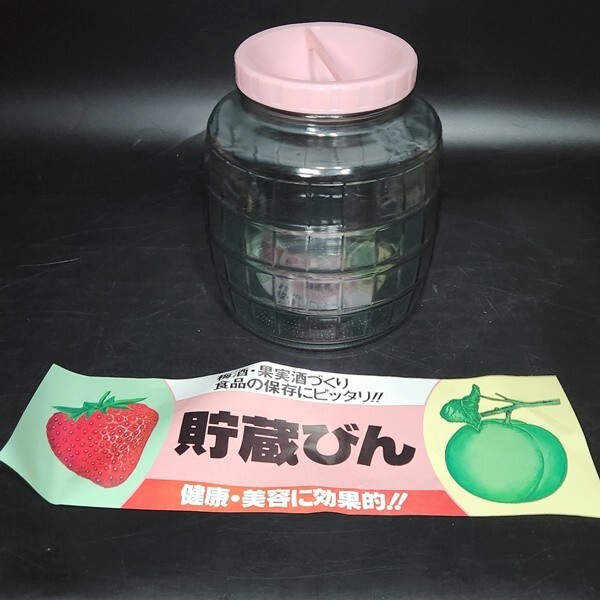 梅酒・果実酒づくり
食品の保存にピッタリ!!
貯蔵びん
健康・美容に効果的!!